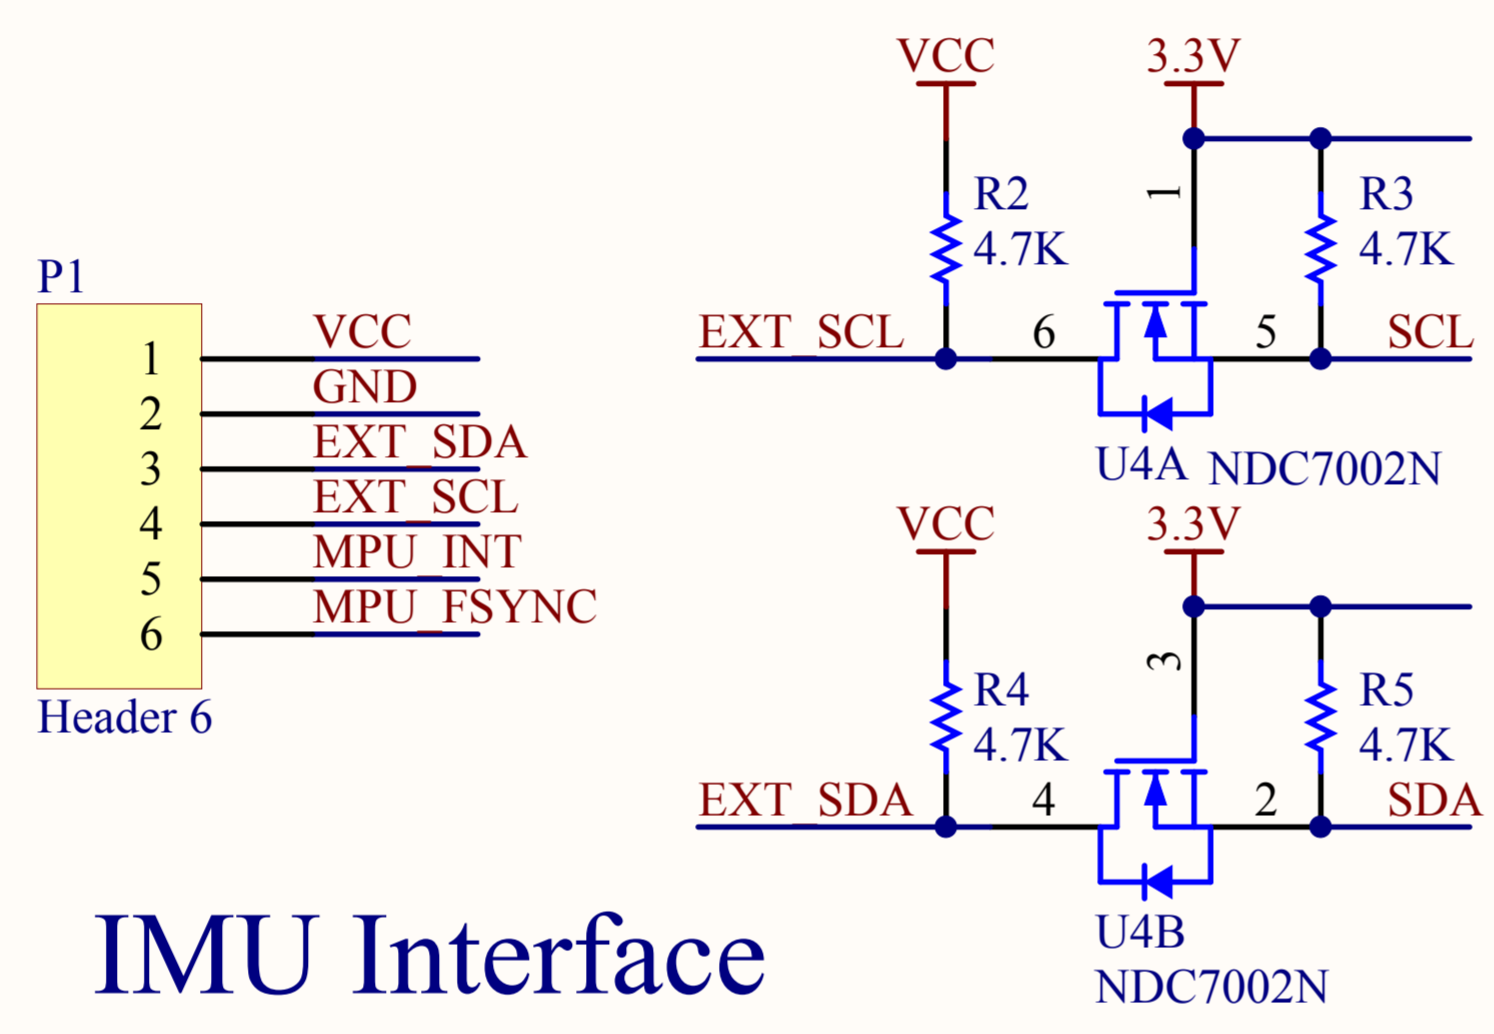 P1
1 VCC
2 GND
3 EXT_SDA
4 EXT_SCL
5 MPU_INT
6 MPU_FSYNC
Header 6
VCC 3.3V
1
R2 R3
4.7K 4.7K
EXT_SCL 6 5 SCL
U4A NDC7002N
VCC 3.3V
3
R4 R5
4.7K 4.7K
EXT_SDA 4 2 SDA
U4B
NDC7002N
IMU Interface